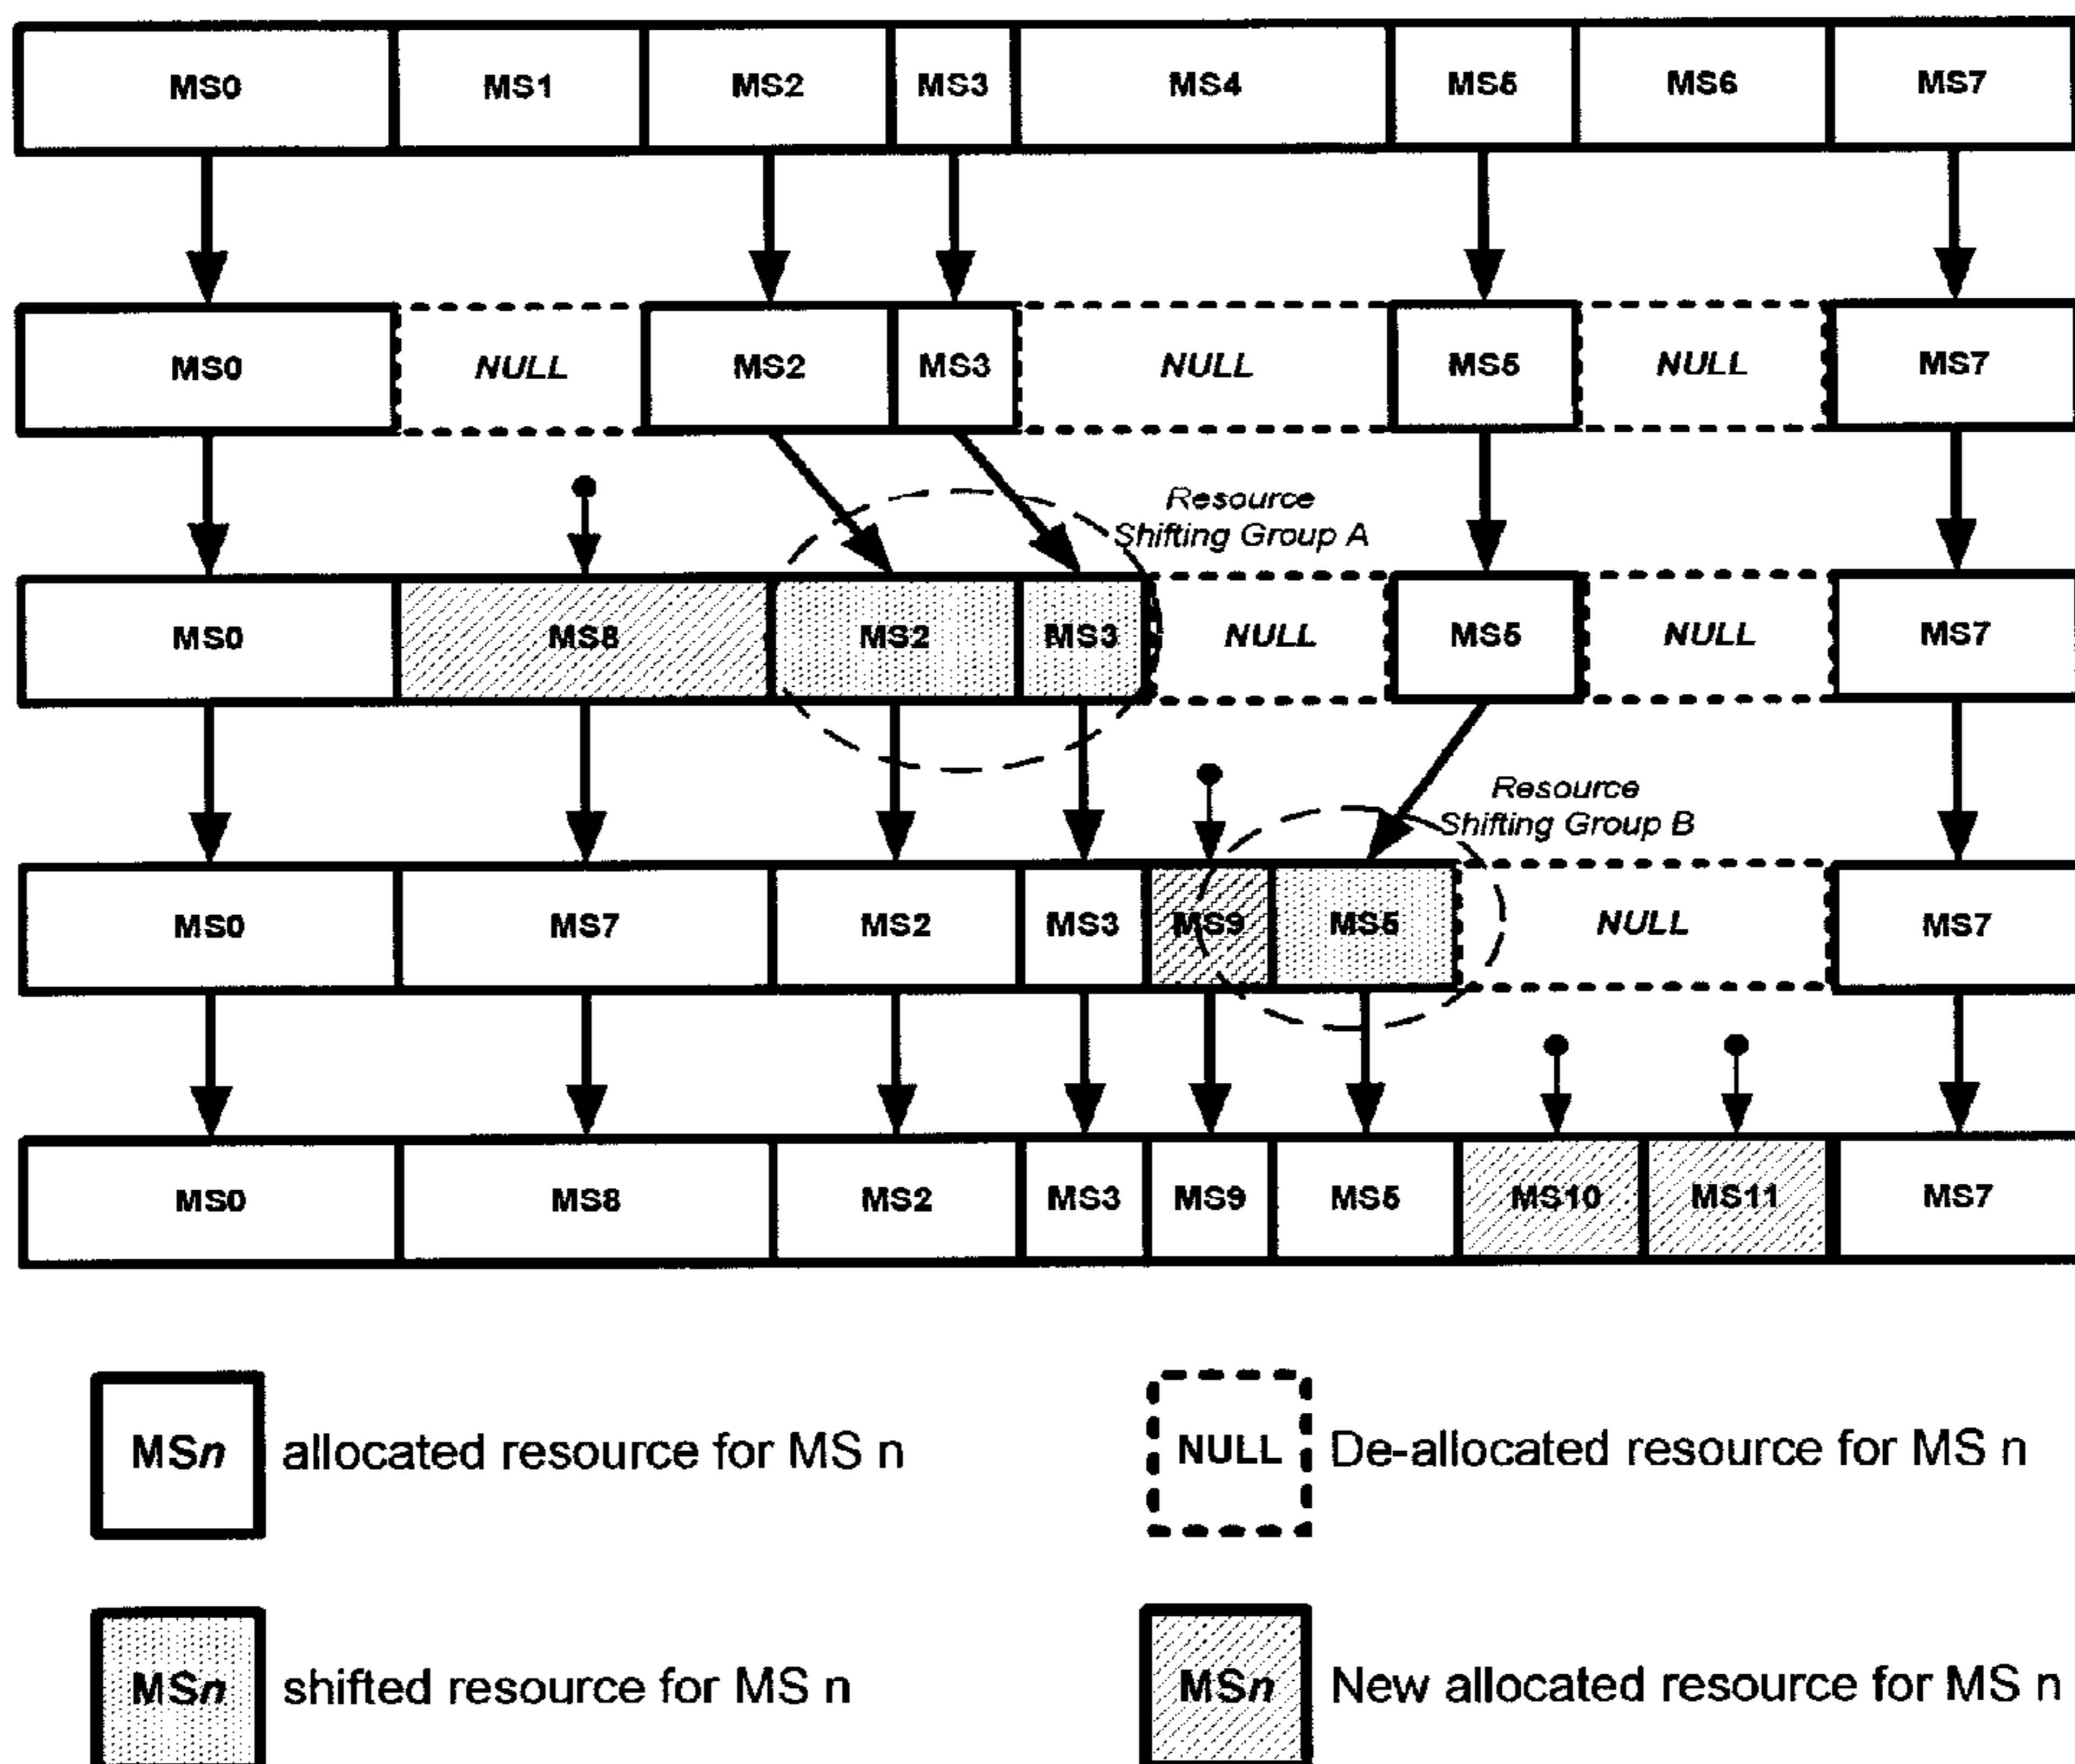 MS0 MS1 MS2 MS3 MS4 MS5 MS6 MS7
MS0 NULL MS2 MS3 NULL MS5 NULL MS7
Resource
Shifting Group A
MS0 MS8 MS2 MS3 NULL MS5 NULL MS7
Resource
Shifting Group B
MS0 MS7 MS2 MS3 MS9 MS5 NULL MS7
MS0 MS8 MS2 MS3 MS9 MS5 MS10 MS11 MS7
MSn allocated resource for MS n
NULL De-allocated resource for MS n
MSn shifted resource for MS n
MSn New allocated resource for MS n